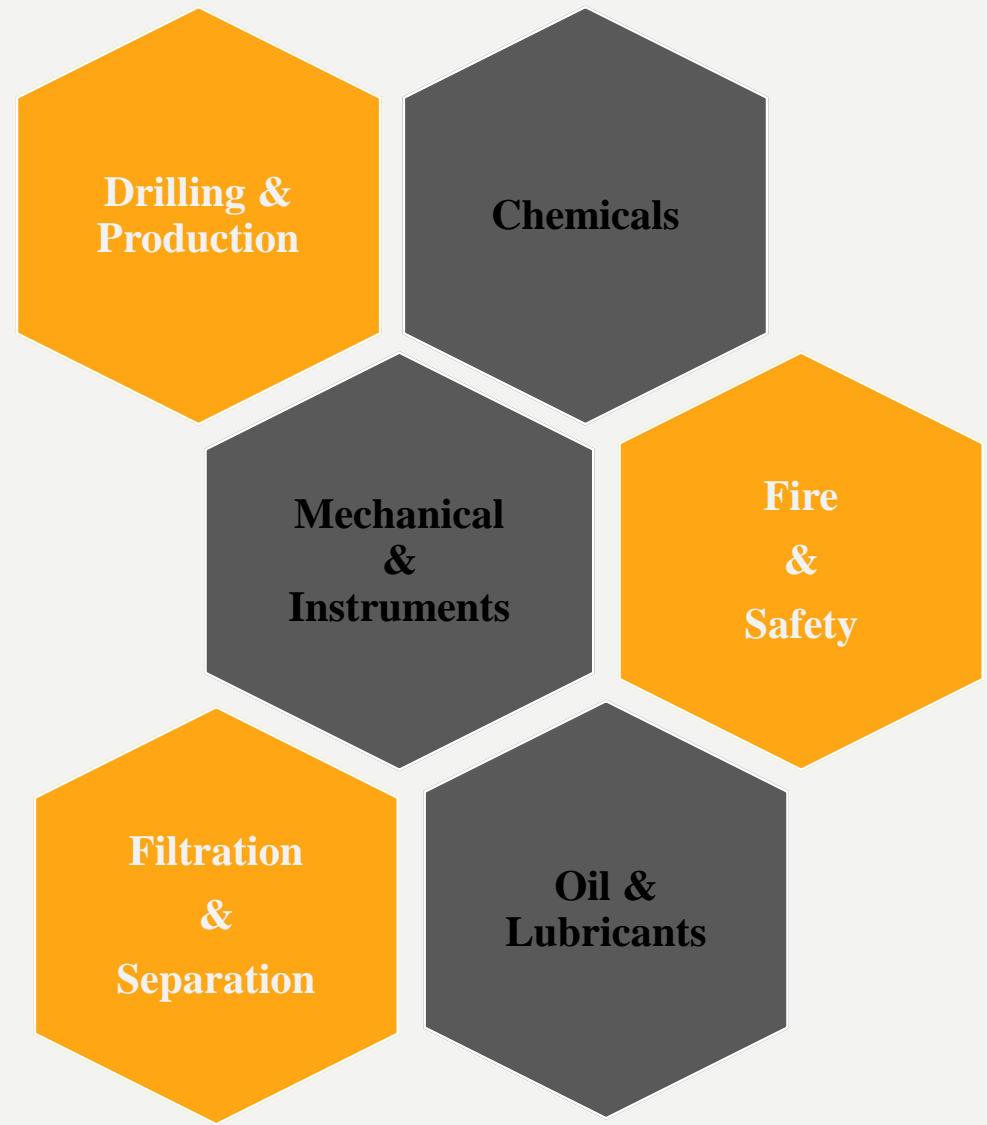 Drilling &
Production
Chemicals
Mechanical
&
Instruments
Fire
&
Safety
Filtration
&
Separation
Oil &
Lubricants